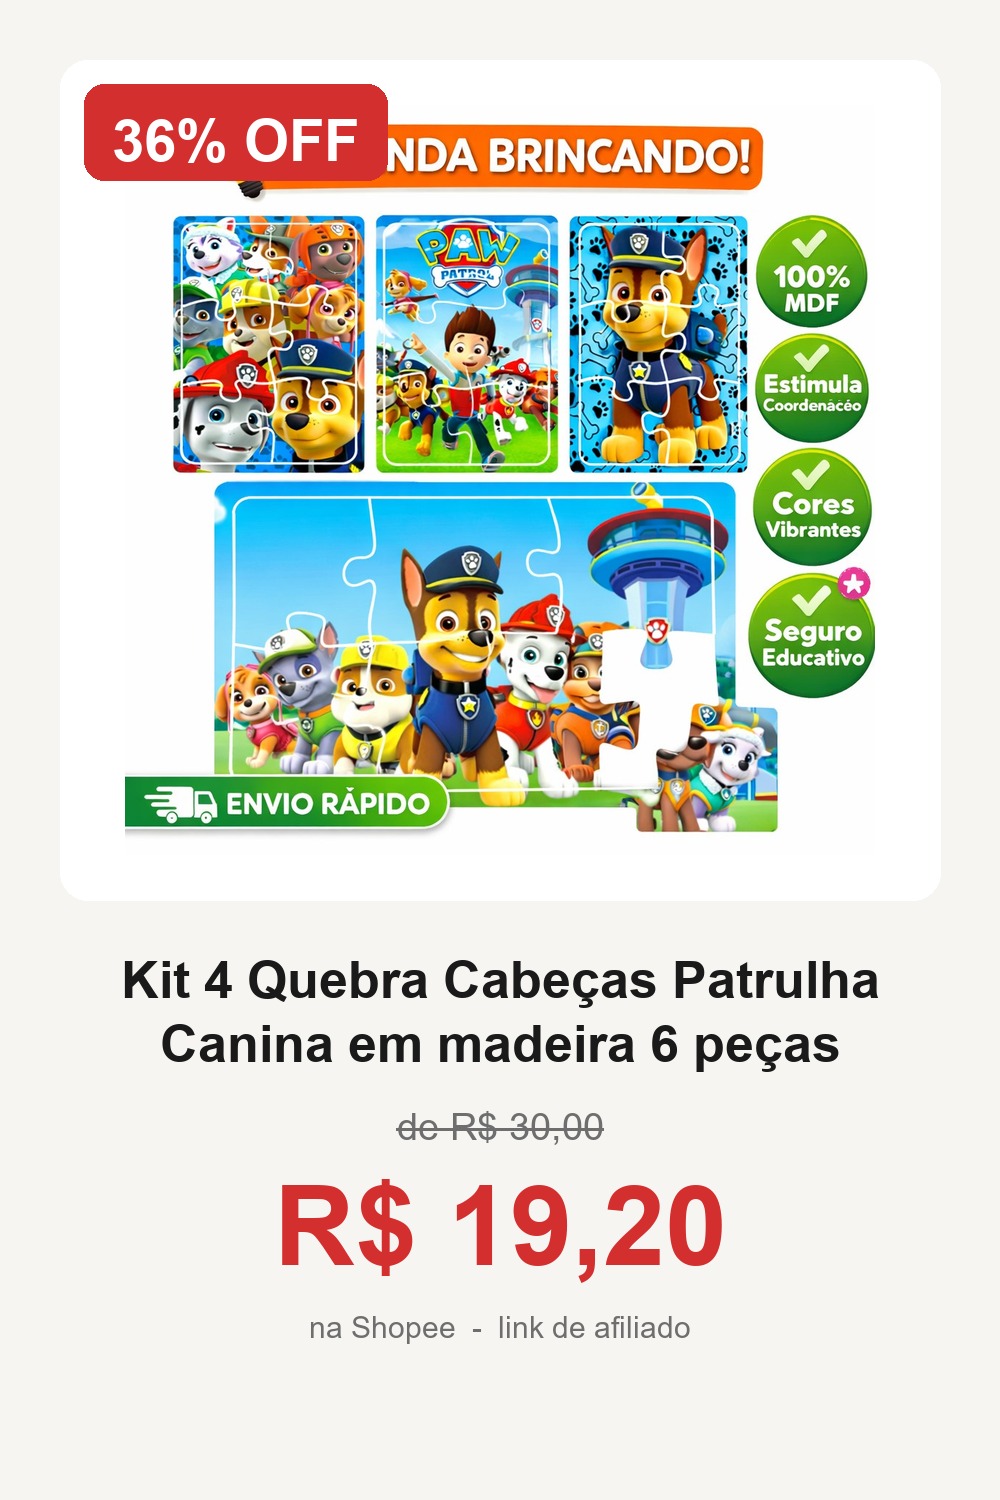 36% OFF
NDA BRINCANDO!
PAW
PATROL
100%
MDF
Estimula
Coordenácéo
Cores
Vibrantes
Seguro
Educativo
ENVIO RÁPIDO
Kit 4 Quebra Cabeças Patrulha
Canina em madeira 6 peças
de R$ 30,00
R$ 19,20
na Shopee - link de afiliado